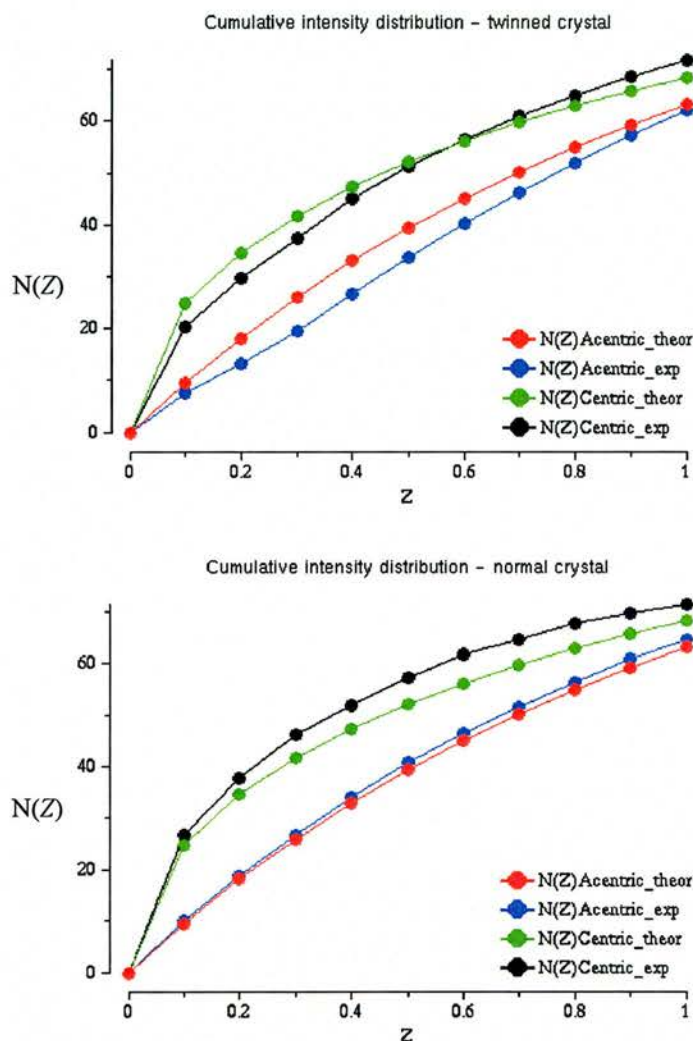 Cumulative intensity distribution – twinned crystal
60
40
N(Z)
20
0
N(Z)Acentric_theor
N(Z)Acentric_exp
N(Z)Centric_theor
N(Z)Centric_exp
0 0.2 0.4 0.6 0.8 1
Z
Cumulative intensity distribution – normal crystal
60
40
N(Z)
20
0
N(Z)Acentric_theor
N(Z)Acentric_exp
N(Z)Centric_theor
N(Z)Centric_exp
0 0.2 0.4 0.6 0.8 1
Z